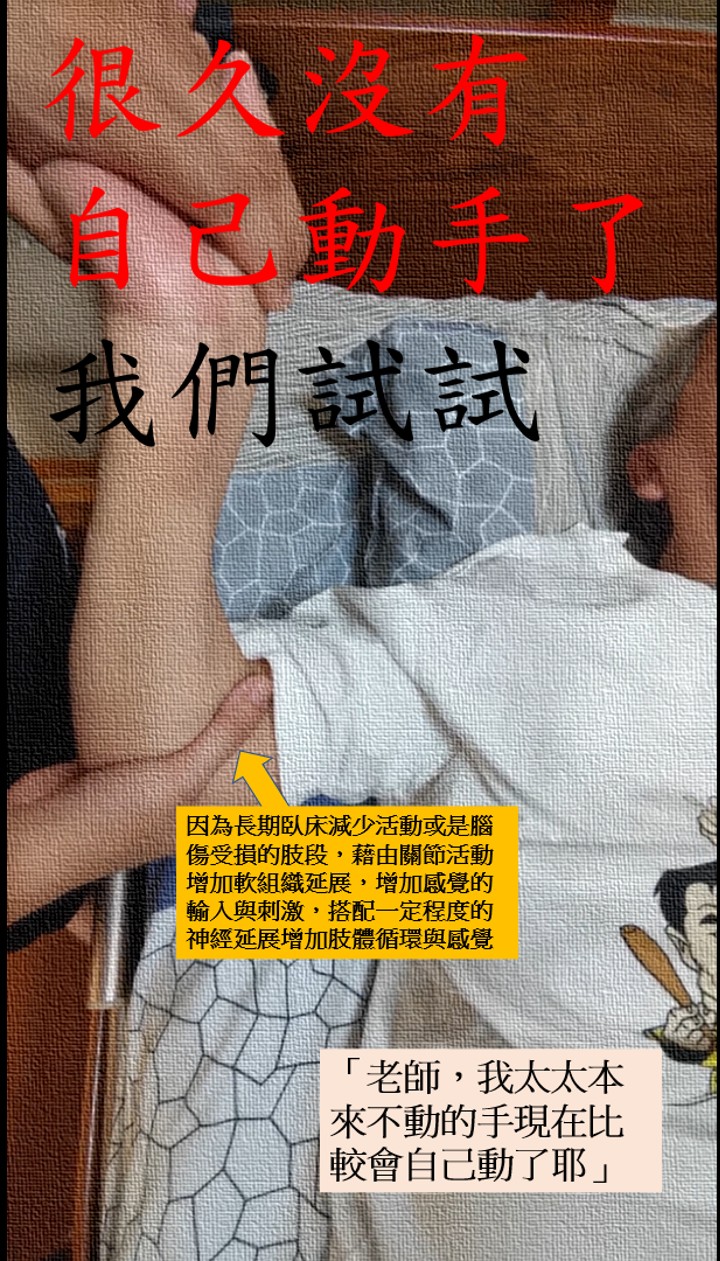 很久沒有
自己動手了
我們試試
因為長期臥床減少活動或是腦
傷受損的肢段，藉由關節活動
增加軟組織延展，增加感覺的
輸入與刺激，搭配一定程度的
神經延展增加肢體循環與感覺
「老師，我太太本
來不動的手現在比
較會自己動了耶」